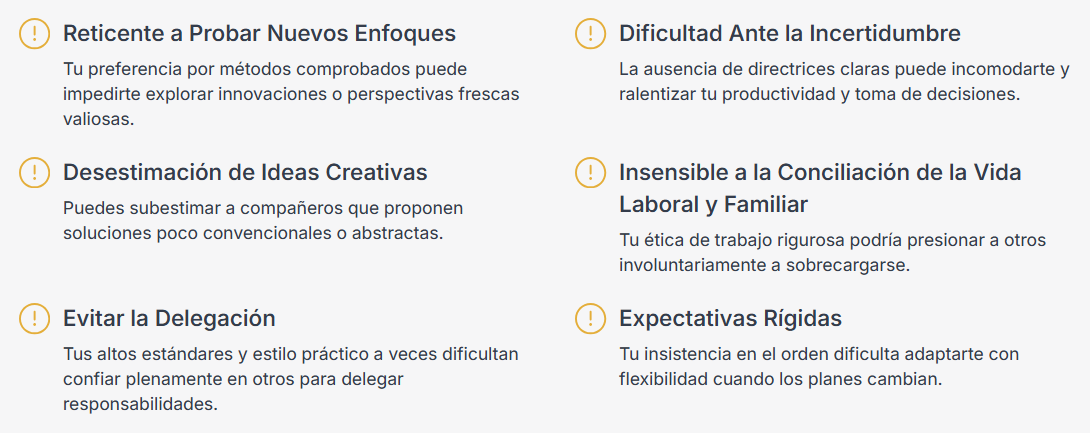 Reticente a Probar Nuevos Enfoques
Tu preferencia por métodos comprobados puede
impedirte explorar innovaciones o perspectivas frescas
valiosas.
Dificultad Ante la Incertidumbre
La ausencia de directrices claras puede incomodarte y
ralentizar tu productividad y toma de decisiones.
Desestimación de Ideas Creativas
Puedes subestimar a compañeros que proponen
soluciones poco convencionales o abstractas.
Insensible a la Conciliación de la Vida
Laboral y Familiar
Tu ética de trabajo rigurosa podría presionar a otros
involuntariamente a sobrecargarse.
Evitar la Delegación
Tus altos estándares y estilo práctico a veces dificultan
confiar plenamente en otros para delegar
responsabilidades.
Expectativas Rígidas
Tu insistencia en el orden dificulta adaptarte con
flexibilidad cuando los planes cambian.